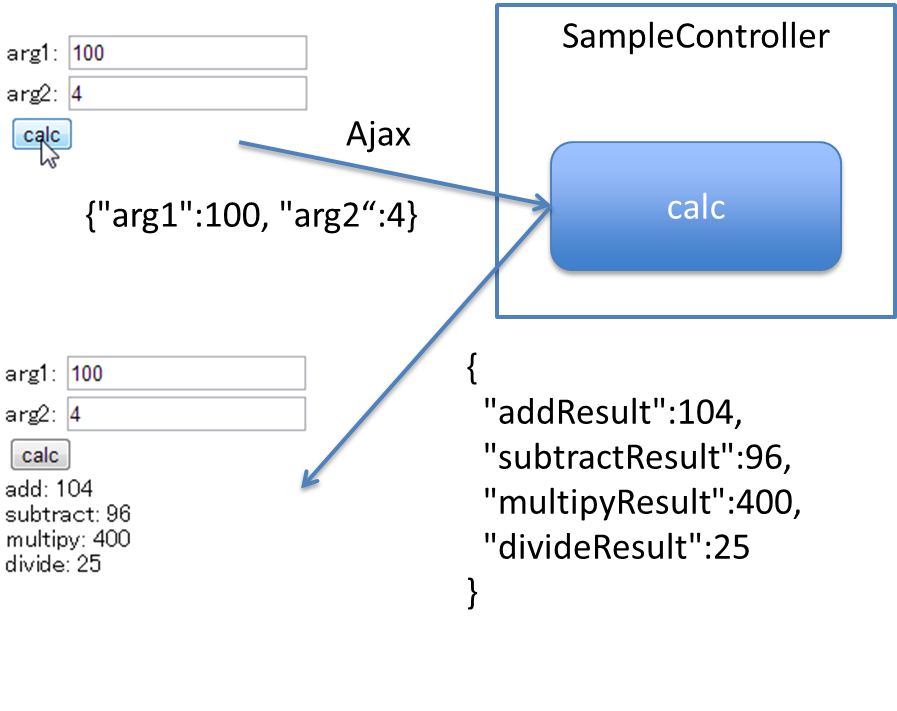 arg1: 100
arg2: 4
calc
Ajax
{"arg1":100, "arg2“:4}
SampleController
calc
arg1: 100
arg2: 4
calc
add: 104
subtract: 96
multipy: 400
divide: 25
{
"addResult":104,
"subtractResult":96,
"multipyResult":400,
"divideResult":25
}